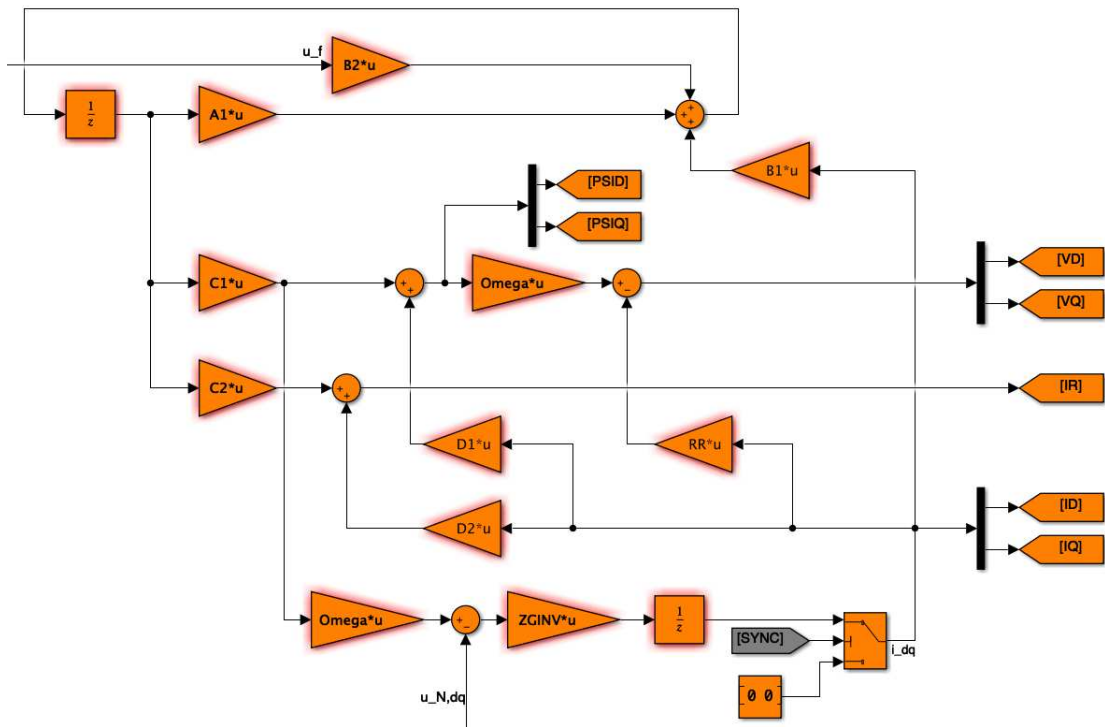 u_f
B2*u
1
z
A1*u
+
+
+
B1*u
[PSID]
[PSIQ]
C1*u
+
+
Omega*u
+
−
[VD]
[VQ]
C2*u
+
+
[IR]
D1*u
RR*u
D2*u
[ID]
[IQ]
Omega*u
+
−
ZGINV*u
1
z
[SYNC]
i_dq
0 0
u_N,dq